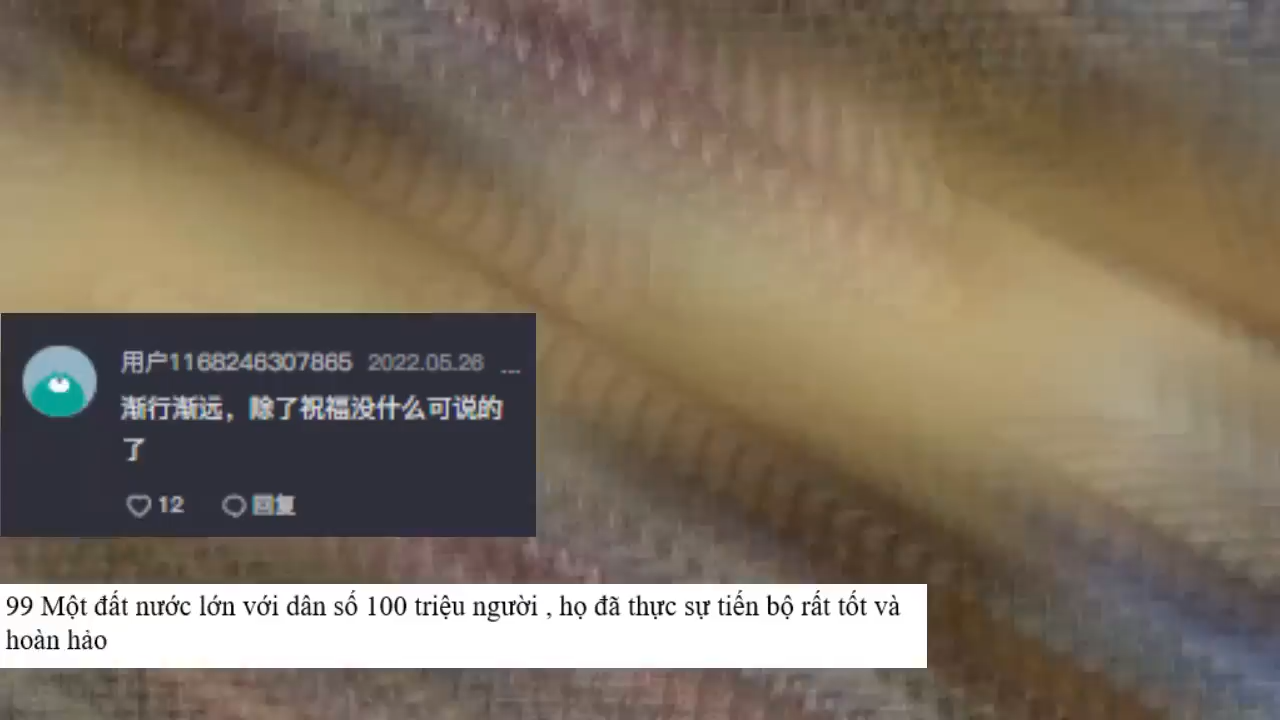 用户1168246307865 2022.05.26 ...
渐行渐远，除了祝福没什么可说的
了
12 回复
99 Một đất nước lớn với dân số 100 triệu người , họ đã thực sự tiến bộ rất tốt và
hoàn hảo